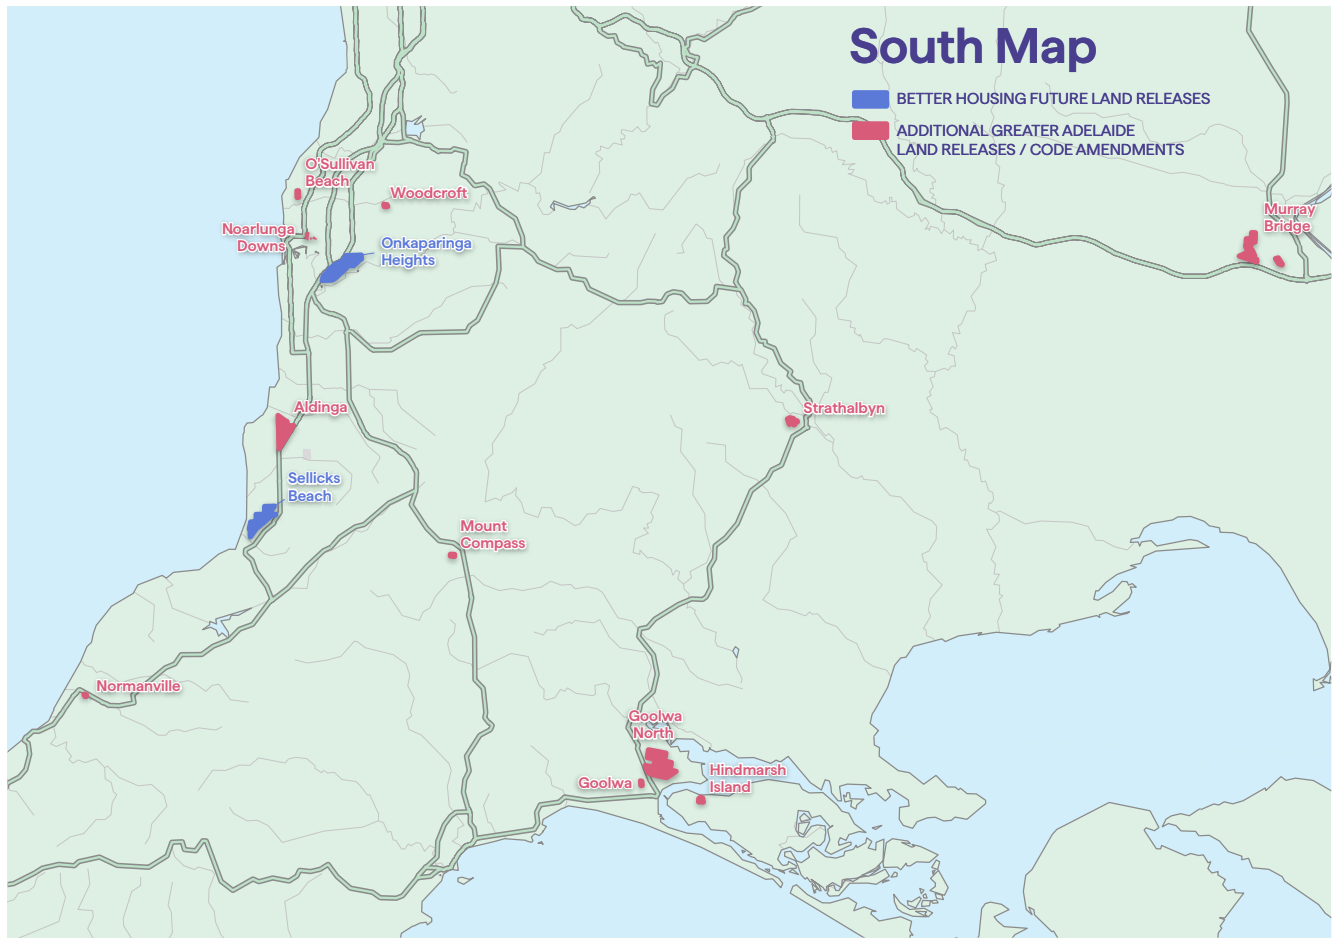 South Map
BETTER HOUSING FUTURE LAND RELEASES
ADDITIONAL GREATER ADELAIDE
LAND RELEASES / CODE AMENDMENTS
O'Sullivan
Beach
Woodcroft
Murray
Bridge
Noarlunga
Downs
Onkaparinga
Heights
Aldinga
Strathalbyn
Sellicks
Beach
Mount
Compass
Normanville
Goolwa
North
Goolwa
Hindmarsh
Island